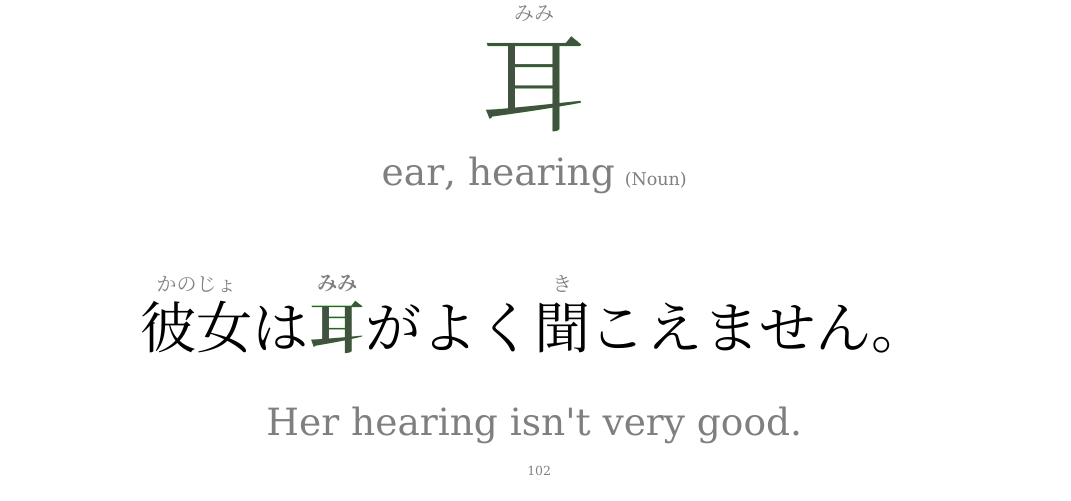 みみ
耳
ear, hearing (Noun)
かのじょ みみ き
彼女は耳がよく聞こえません。
Her hearing isn't very good.
102